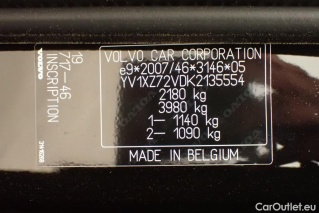 VOLVO CAR CORPORATION
e9*2007/46*3146*05
YV1XZ72VDK2135554
2180 kg
3980 kg
1– 1140 kg
2– 1090 kg
MADE IN BELGIUM
19
717–46
INSCRIPTION
VOLVO
CarOutlet.eu